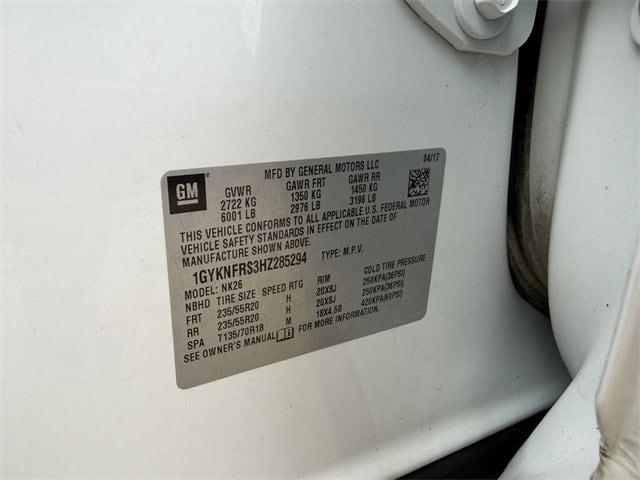 MFD BY GENERAL MOTORS LLC 04/17
GM
GVWR GAWR FRT GAWR RR
2722 KG 1350 KG 1450 KG
6001 LB 2976 LB 3196 LB
THIS VEHICLE CONFORMS TO ALL APPLICABLE U.S. FEDERAL MOTOR
VEHICLE SAFETY STANDARDS IN EFFECT ON THE DATE OF
MANUFACTURE SHOWN ABOVE.
1GYKNFRS3HZ285294 TYPE: M.P.V.
MODEL: NK26
NBHD TIRE SIZE SPEED RTG RIM COLD TIRE PRESSURE
FRT 235/55R20 H 20X8J 250KPA(36PSI)
RR 235/55R20 H 20X8J 250KPA(36PSI)
SPA T135/70R18 M 18X4.5B 420KPA(60PSI)
SEE OWNER'S MANUAL FOR MORE INFORMATION.